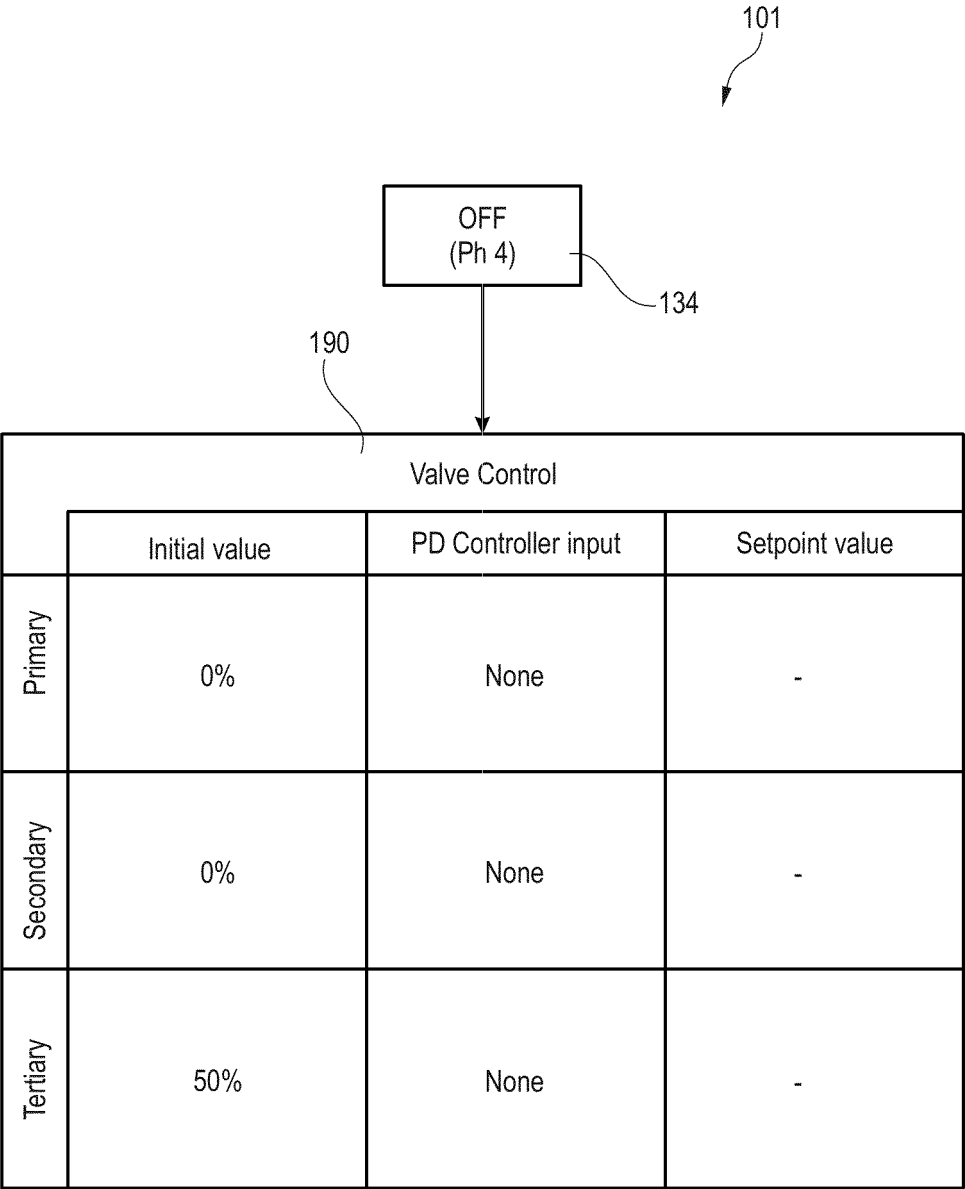 101
OFF
(Ph 4)
134
190
Valve Control
Initial value PD Controller input Setpoint value
Primary 0% None -
Secondary 0% None -
Tertiary 50% None -